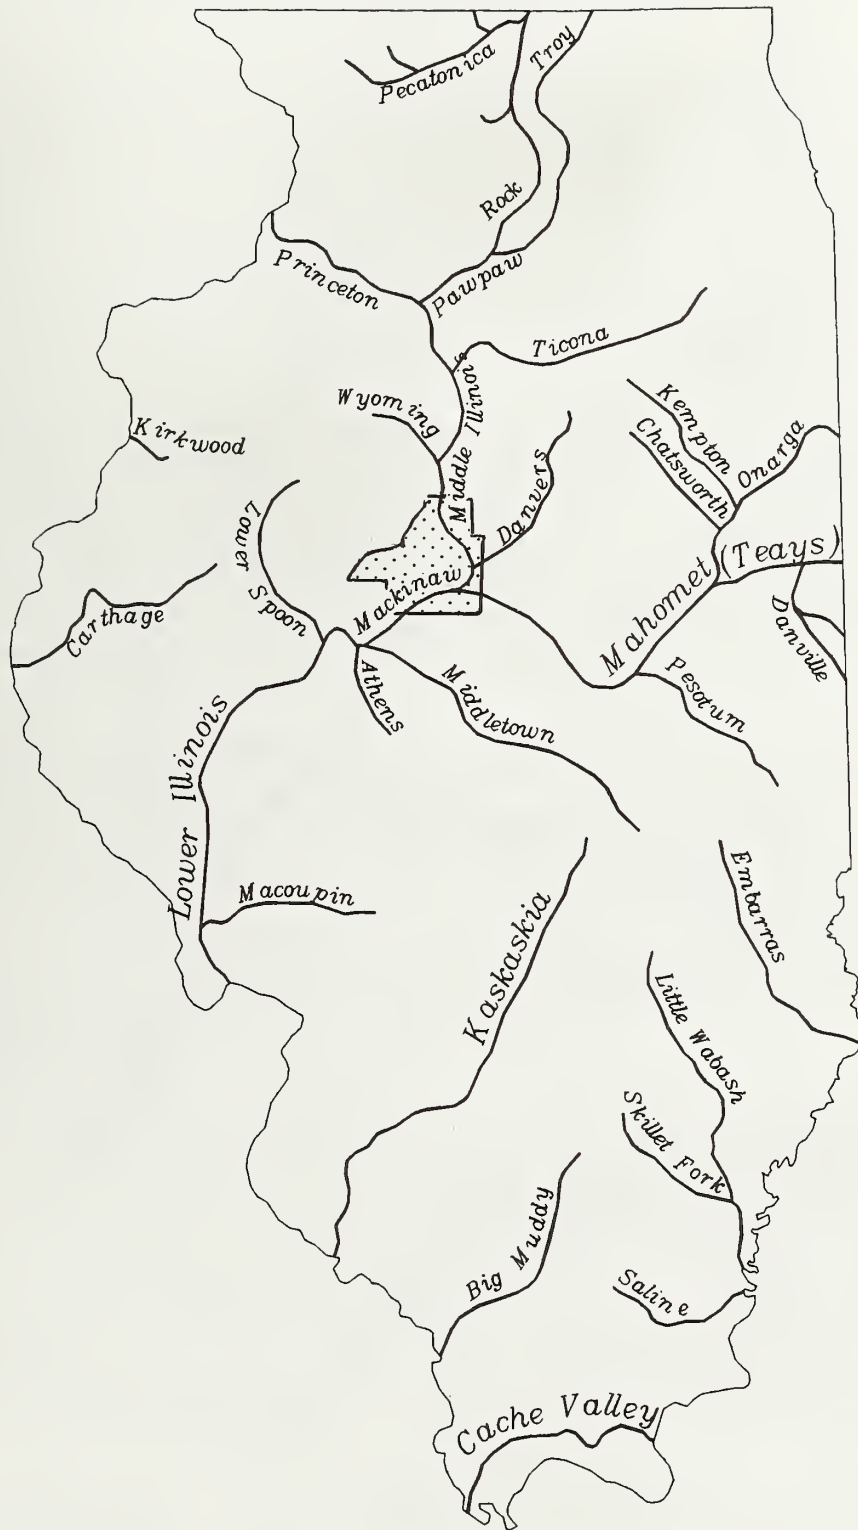 Pecatonica
Troy
Rock
Princeton
Pawpaw
Ticona
Wyoming
Middle Illinois
Kirkwood
Kempton
Chatsworth
Onarga
Danvers
Lower Spoon
Mackinaw
Mahomet (Teays)
Carthage
Danville
Athens
Middletown
Pesotum
Lower Illinois
Macoupin
Kaskaskia
Embarras
Little Wabash
Skillet Fork
Big Muddy
Saline
Cache Valley